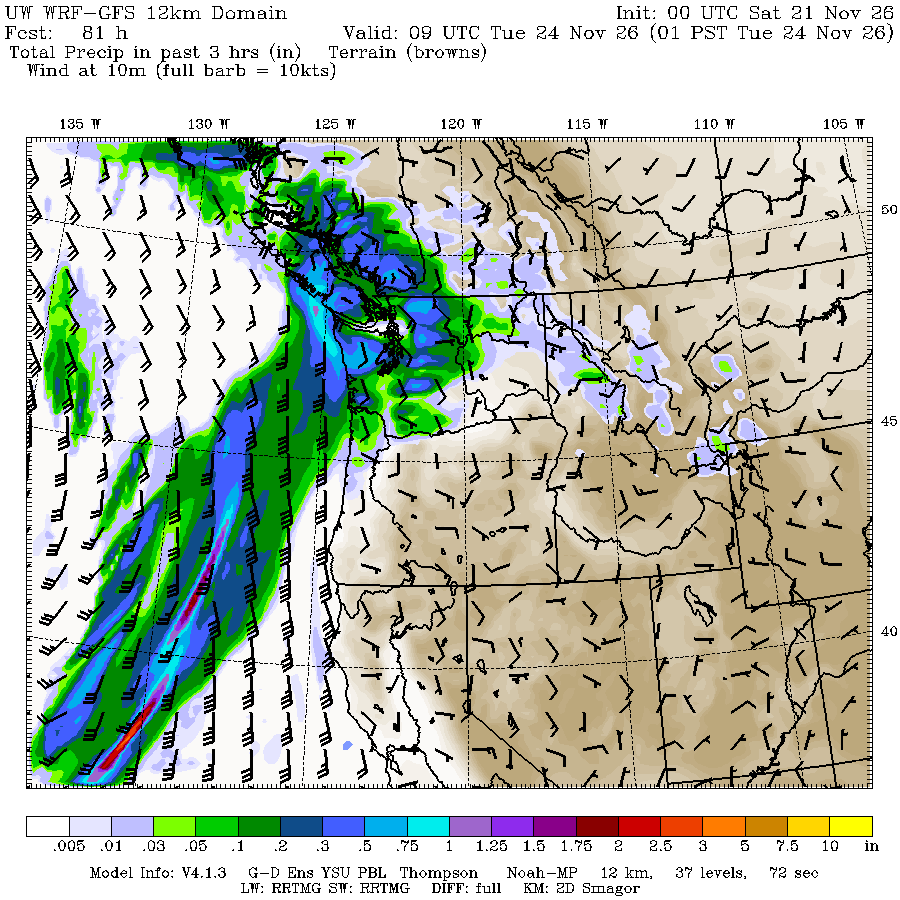 UW WRF-GFS 12km Domain Init: 00 UTC Sat 21 Nov 26
Fcst: 81 h Valid: 09 UTC Tue 24 Nov 26 (01 PST Tue 24 Nov 26)
Total Precip in past 3 hrs (in) Terrain (browns)
Wind at 10m (full barb = 10kts)
135 W 130 W 125 W 120 W 115 W 110 W 105 W
50
45
40
.005 .01 .03 .05 .1 .2 .3 .5 .75 1 1.25 1.5 1.75 2 2.5 3 5 7.5 10 in
Model Info: V4.1.3 G-D Ens YSU PBL Thompson Noah-MP 12 km, 37 levels, 72 sec
LW: RRTMG SW: RRTMG DIFF: full KM: 2D Smagor